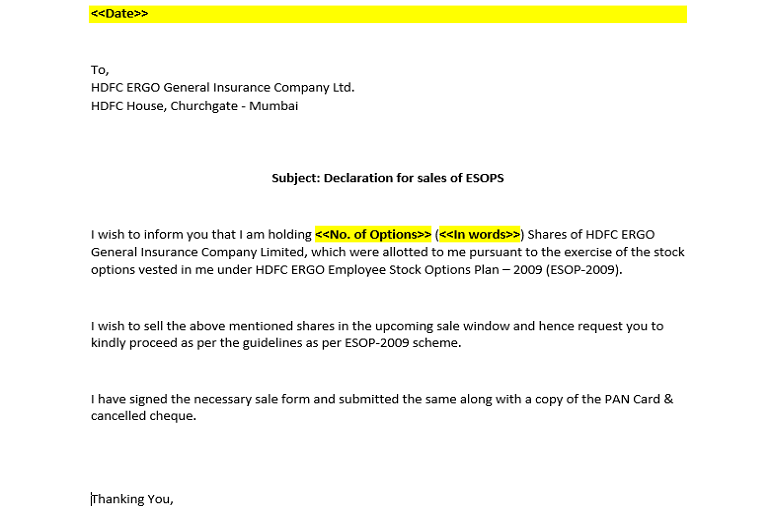 <<Date>>
To,
HDFC ERGO General Insurance Company Ltd.
HDFC House, Churchgate - Mumbai
Subject: Declaration for sales of ESOPS
I wish to inform you that I am holding <<No. of Options>> (<<In words>>) Shares of HDFC ERGO
General Insurance Company Limited, which were allotted to me pursuant to the exercise of the stock
options vested in me under HDFC ERGO Employee Stock Options Plan – 2009 (ESOP-2009).
I wish to sell the above mentioned shares in the upcoming sale window and hence request you to
kindly proceed as per the guidelines as per ESOP-2009 scheme.
I have signed the necessary sale form and submitted the same along with a copy of the PAN Card &
cancelled cheque.
Thanking You,